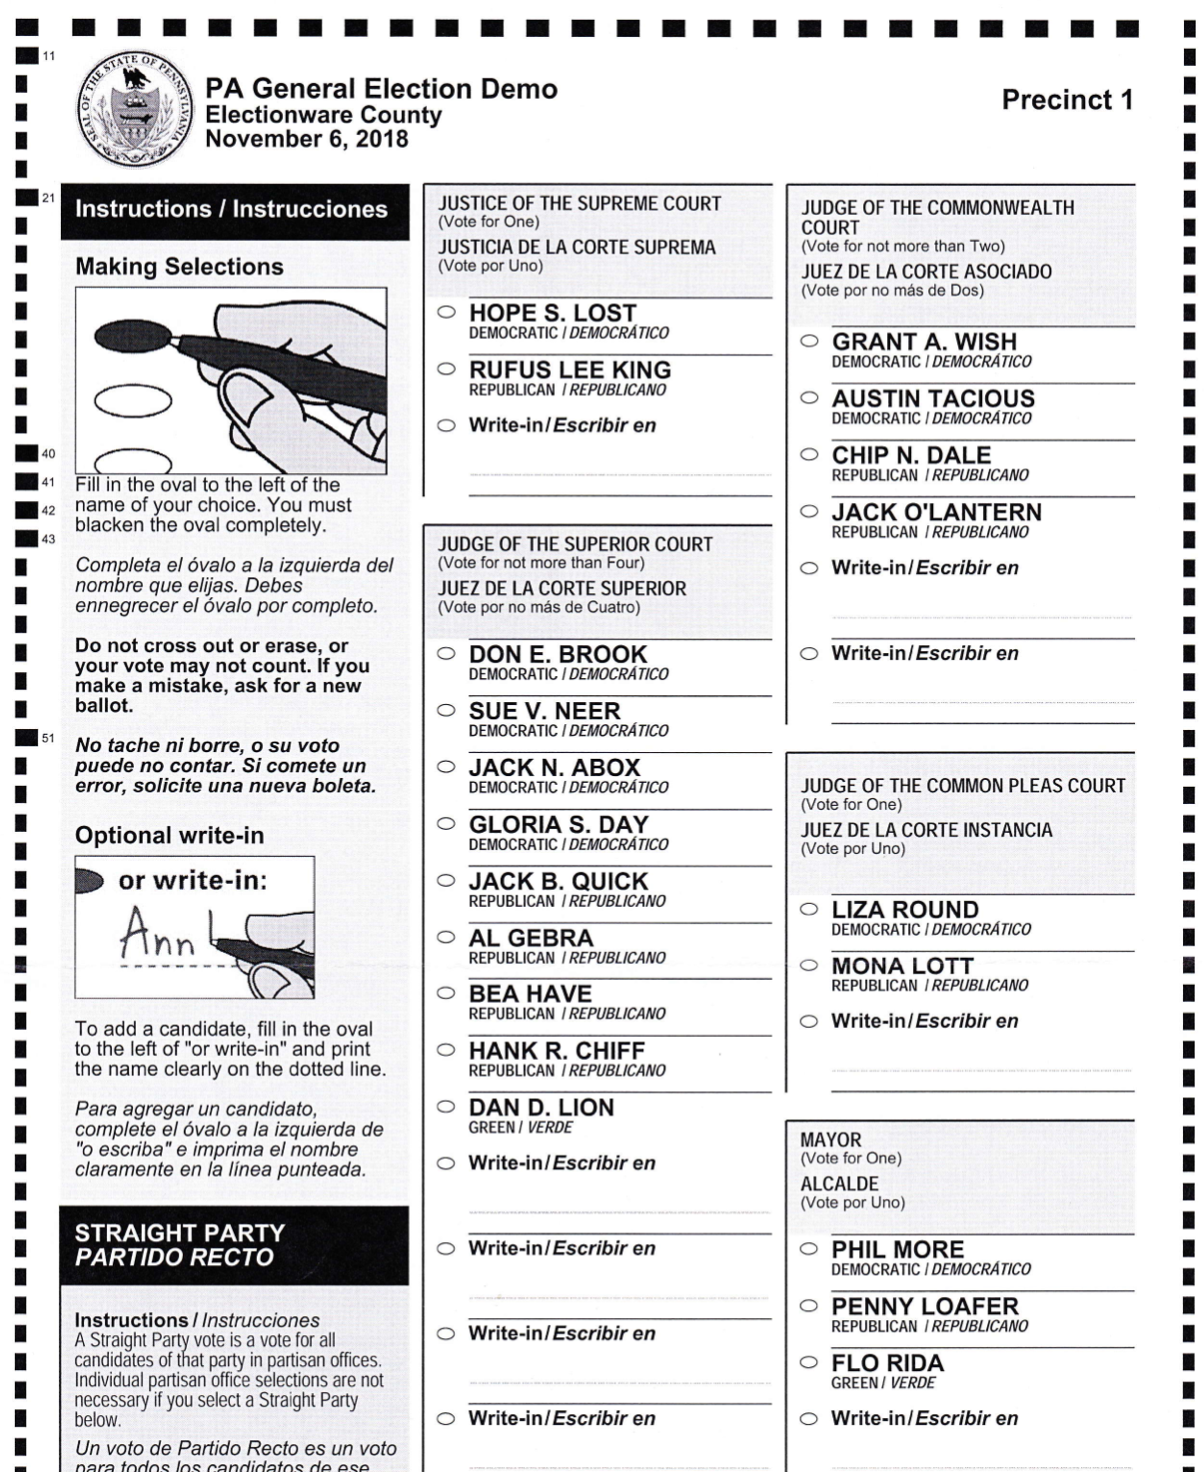 11
SEAL OF THE STATE OF PENNSYLVANIA
PA General Election Demo
Electionware County
November 6, 2018
Precinct 1
21
Instructions / Instrucciones
Making Selections
40
41
42
43
Fill in the oval to the left of the
name of your choice. You must
blacken the oval completely.
Completa el óvalo a la izquierda del
nombre que elijas. Debes
ennegrecer el óvalo por completo.
Do not cross out or erase, or
your vote may not count. If you
make a mistake, ask for a new
ballot.
51
No tache ni borre, o su voto
puede no contar. Si comete un
error, solicite una nueva boleta.
Optional write-in
or write-in:
Ann
To add a candidate, fill in the oval
to the left of "or write-in" and print
the name clearly on the dotted line.
Para agregar un candidato,
complete el óvalo a la izquierda de
"o escriba" e imprima el nombre
claramente en la línea punteada.
STRAIGHT PARTY
PARTIDO RECTO
Instructions / Instrucciones
A Straight Party vote is a vote for all
candidates of that party in partisan offices.
Individual partisan office selections are not
necessary if you select a Straight Party
below.
Un voto de Partido Recto es un voto
para todos los candidatos de ese
JUSTICE OF THE SUPREME COURT
(Vote for One)
JUSTICIA DE LA CORTE SUPREMA
(Vote por Uno)
HOPE S. LOST
DEMOCRATIC / DEMOCRÁTICO
RUFUS LEE KING
REPUBLICAN / REPUBLICANO
Write-in/Escribir en
JUDGE OF THE SUPERIOR COURT
(Vote for not more than Four)
JUEZ DE LA CORTE SUPERIOR
(Vote por no más de Cuatro)
DON E. BROOK
DEMOCRATIC / DEMOCRÁTICO
SUE V. NEER
DEMOCRATIC / DEMOCRÁTICO
JACK N. ABOX
DEMOCRATIC / DEMOCRÁTICO
GLORIA S. DAY
DEMOCRATIC / DEMOCRÁTICO
JACK B. QUICK
REPUBLICAN / REPUBLICANO
AL GEBRA
REPUBLICAN / REPUBLICANO
BEA HAVE
REPUBLICAN / REPUBLICANO
HANK R. CHIFF
REPUBLICAN / REPUBLICANO
DAN D. LION
GREEN / VERDE
Write-in/Escribir en
Write-in/Escribir en
Write-in/Escribir en
Write-in/Escribir en
JUDGE OF THE COMMONWEALTH
COURT
(Vote for not more than Two)
JUEZ DE LA CORTE ASOCIADO
(Vote por no más de Dos)
GRANT A. WISH
DEMOCRATIC / DEMOCRÁTICO
AUSTIN TACIOUS
DEMOCRATIC / DEMOCRÁTICO
CHIP N. DALE
REPUBLICAN / REPUBLICANO
JACK O'LANTERN
REPUBLICAN / REPUBLICANO
Write-in/Escribir en
Write-in/Escribir en
JUDGE OF THE COMMON PLEAS COURT
(Vote for One)
JUEZ DE LA CORTE INSTANCIA
(Vote por Uno)
LIZA ROUND
DEMOCRATIC / DEMOCRÁTICO
MONA LOTT
REPUBLICAN / REPUBLICANO
Write-in/Escribir en
MAYOR
(Vote for One)
ALCALDE
(Vote por Uno)
PHIL MORE
DEMOCRATIC / DEMOCRÁTICO
PENNY LOAFER
REPUBLICAN / REPUBLICANO
FLO RIDA
GREEN / VERDE
Write-in/Escribir en